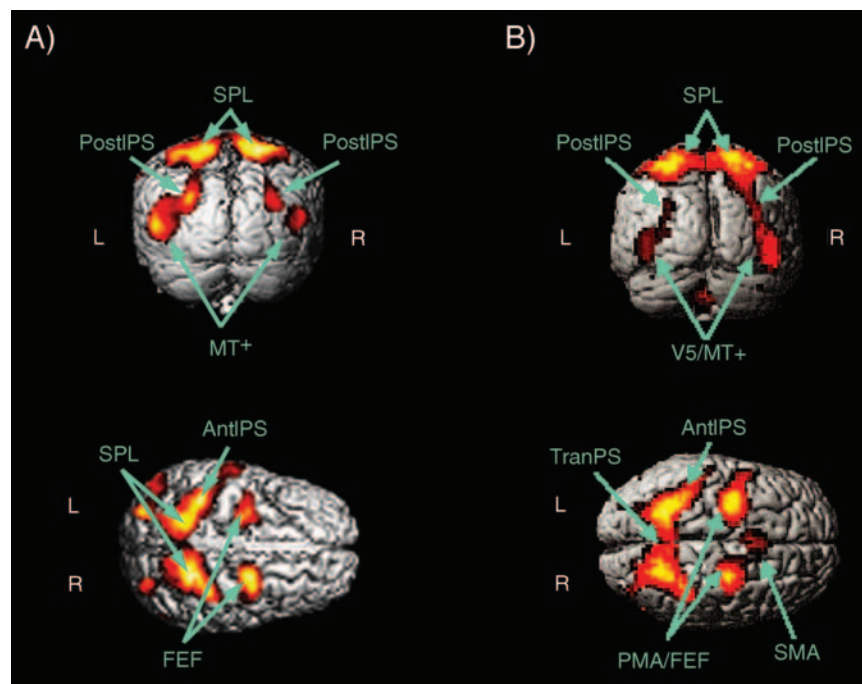 A)
SPL
PostIPS
PostIPS
L
R
MT+
AntIPS
SPL
L
R
FEF
B)
SPL
PostIPS
PostIPS
L
R
V5/MT+
AntIPS
TranPS
L
R
PMA/FEF
SMA